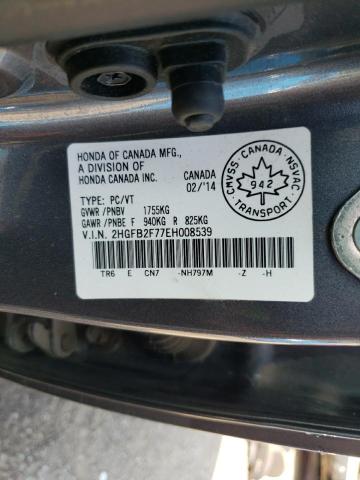 HONDA OF CANADA MFG.,
A DIVISION OF
HONDA CANADA INC.
CANADA
02/'14
CMVSS · CANADA · NSVAC
942
· TRANSPORT ·
TYPE: PC/VT
GVWR/PNBV 1755KG
GAWR/PNBE F 940KG R 825KG
V.I.N. 2HGFB2F77EH008539
TR6 E CN7 -NH797M -Z -H